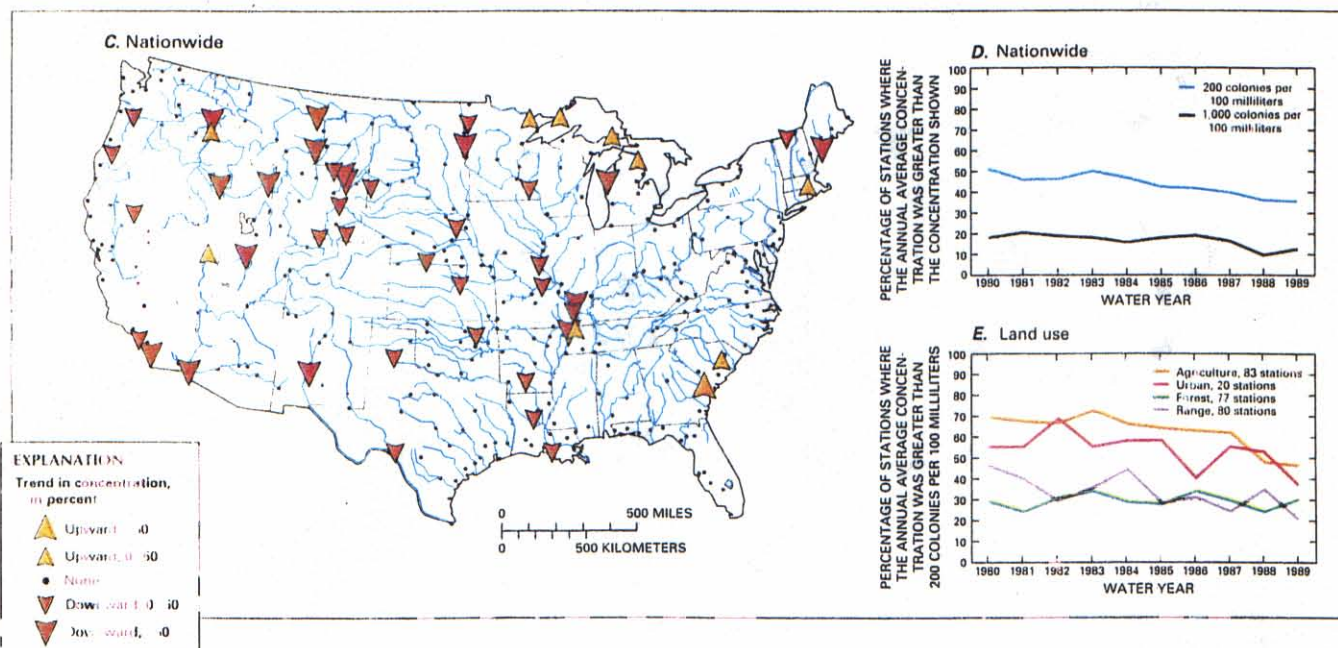 C. Nationwide
0 500 MILES
0 500 KILOMETERS
EXPLANATION
Trend in concentration,
in percent
Upward
Upward, 0
None
Downward, 0
Downward,
D. Nationwide
PERCENTAGE OF STATIONS WHERE
THE ANNUAL AVERAGE CONCEN-
TRATION WAS GREATER THAN
THE CONCENTRATION SHOWN
100
90
80
70
60
50
40
30
20
10
0
200 colonies per
100 milliliters
1,000 colonies per
100 milliliters
1980 1981 1982 1983 1984 1985 1986 1987 1988 1989
WATER YEAR
E. Land use
PERCENTAGE OF STATIONS WHERE
THE ANNUAL AVERAGE CONCEN-
TRATION WAS GREATER THAN
200 COLONIES PER 100 MILLILITERS
100
90
80
70
60
50
40
30
20
10
0
Agriculture, 83 stations
Urban, 20 stations
Forest, 77 stations
Range, 80 stations
1980 1981 1982 1983 1984 1985 1986 1987 1988 1989
WATER YEAR